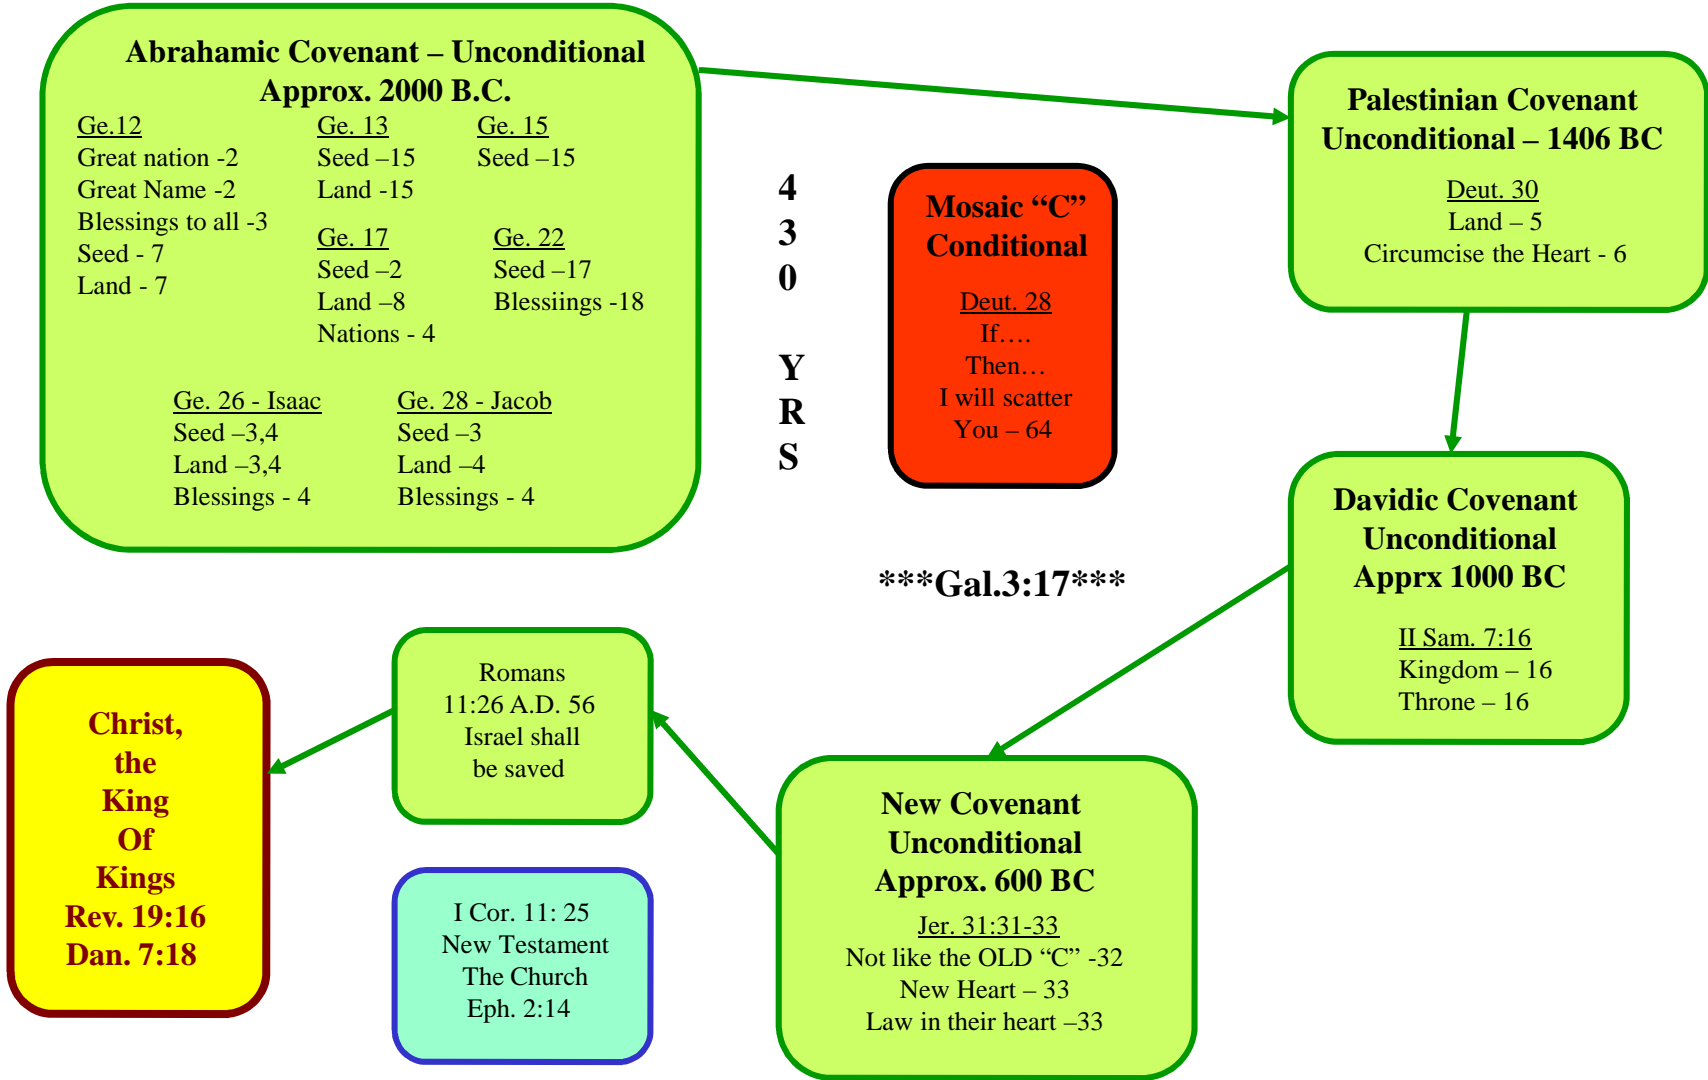 Abrahamic Covenant – Unconditional
Approx. 2000 B.C.
Ge.12
Great nation -2
Great Name -2
Blessings to all -3
Seed - 7
Land - 7
Ge. 13
Seed –15
Land -15
Ge. 15
Seed –15
Ge. 17
Seed –2
Land –8
Nations - 4
Ge. 22
Seed –17
Blessiings -18
Ge. 26 - Isaac
Seed –3,4
Land –3,4
Blessings - 4
Ge. 28 - Jacob
Seed –3
Land –4
Blessings - 4
4
3
0
Y
R
S
Mosaic “C”
Conditional
Deut. 28
If….
Then…
I will scatter
You – 64
***Gal.3:17***
Palestinian Covenant
Unconditional – 1406 BC
Deut. 30
Land – 5
Circumcise the Heart - 6
Davidic Covenant
Unconditional
Apprx 1000 BC
II Sam. 7:16
Kingdom – 16
Throne – 16
New Covenant
Unconditional
Approx. 600 BC
Jer. 31:31-33
Not like the OLD “C” -32
New Heart – 33
Law in their heart –33
Romans
11:26 A.D. 56
Israel shall
be saved
I Cor. 11: 25
New Testament
The Church
Eph. 2:14
Christ,
the
King
Of
Kings
Rev. 19:16
Dan. 7:18